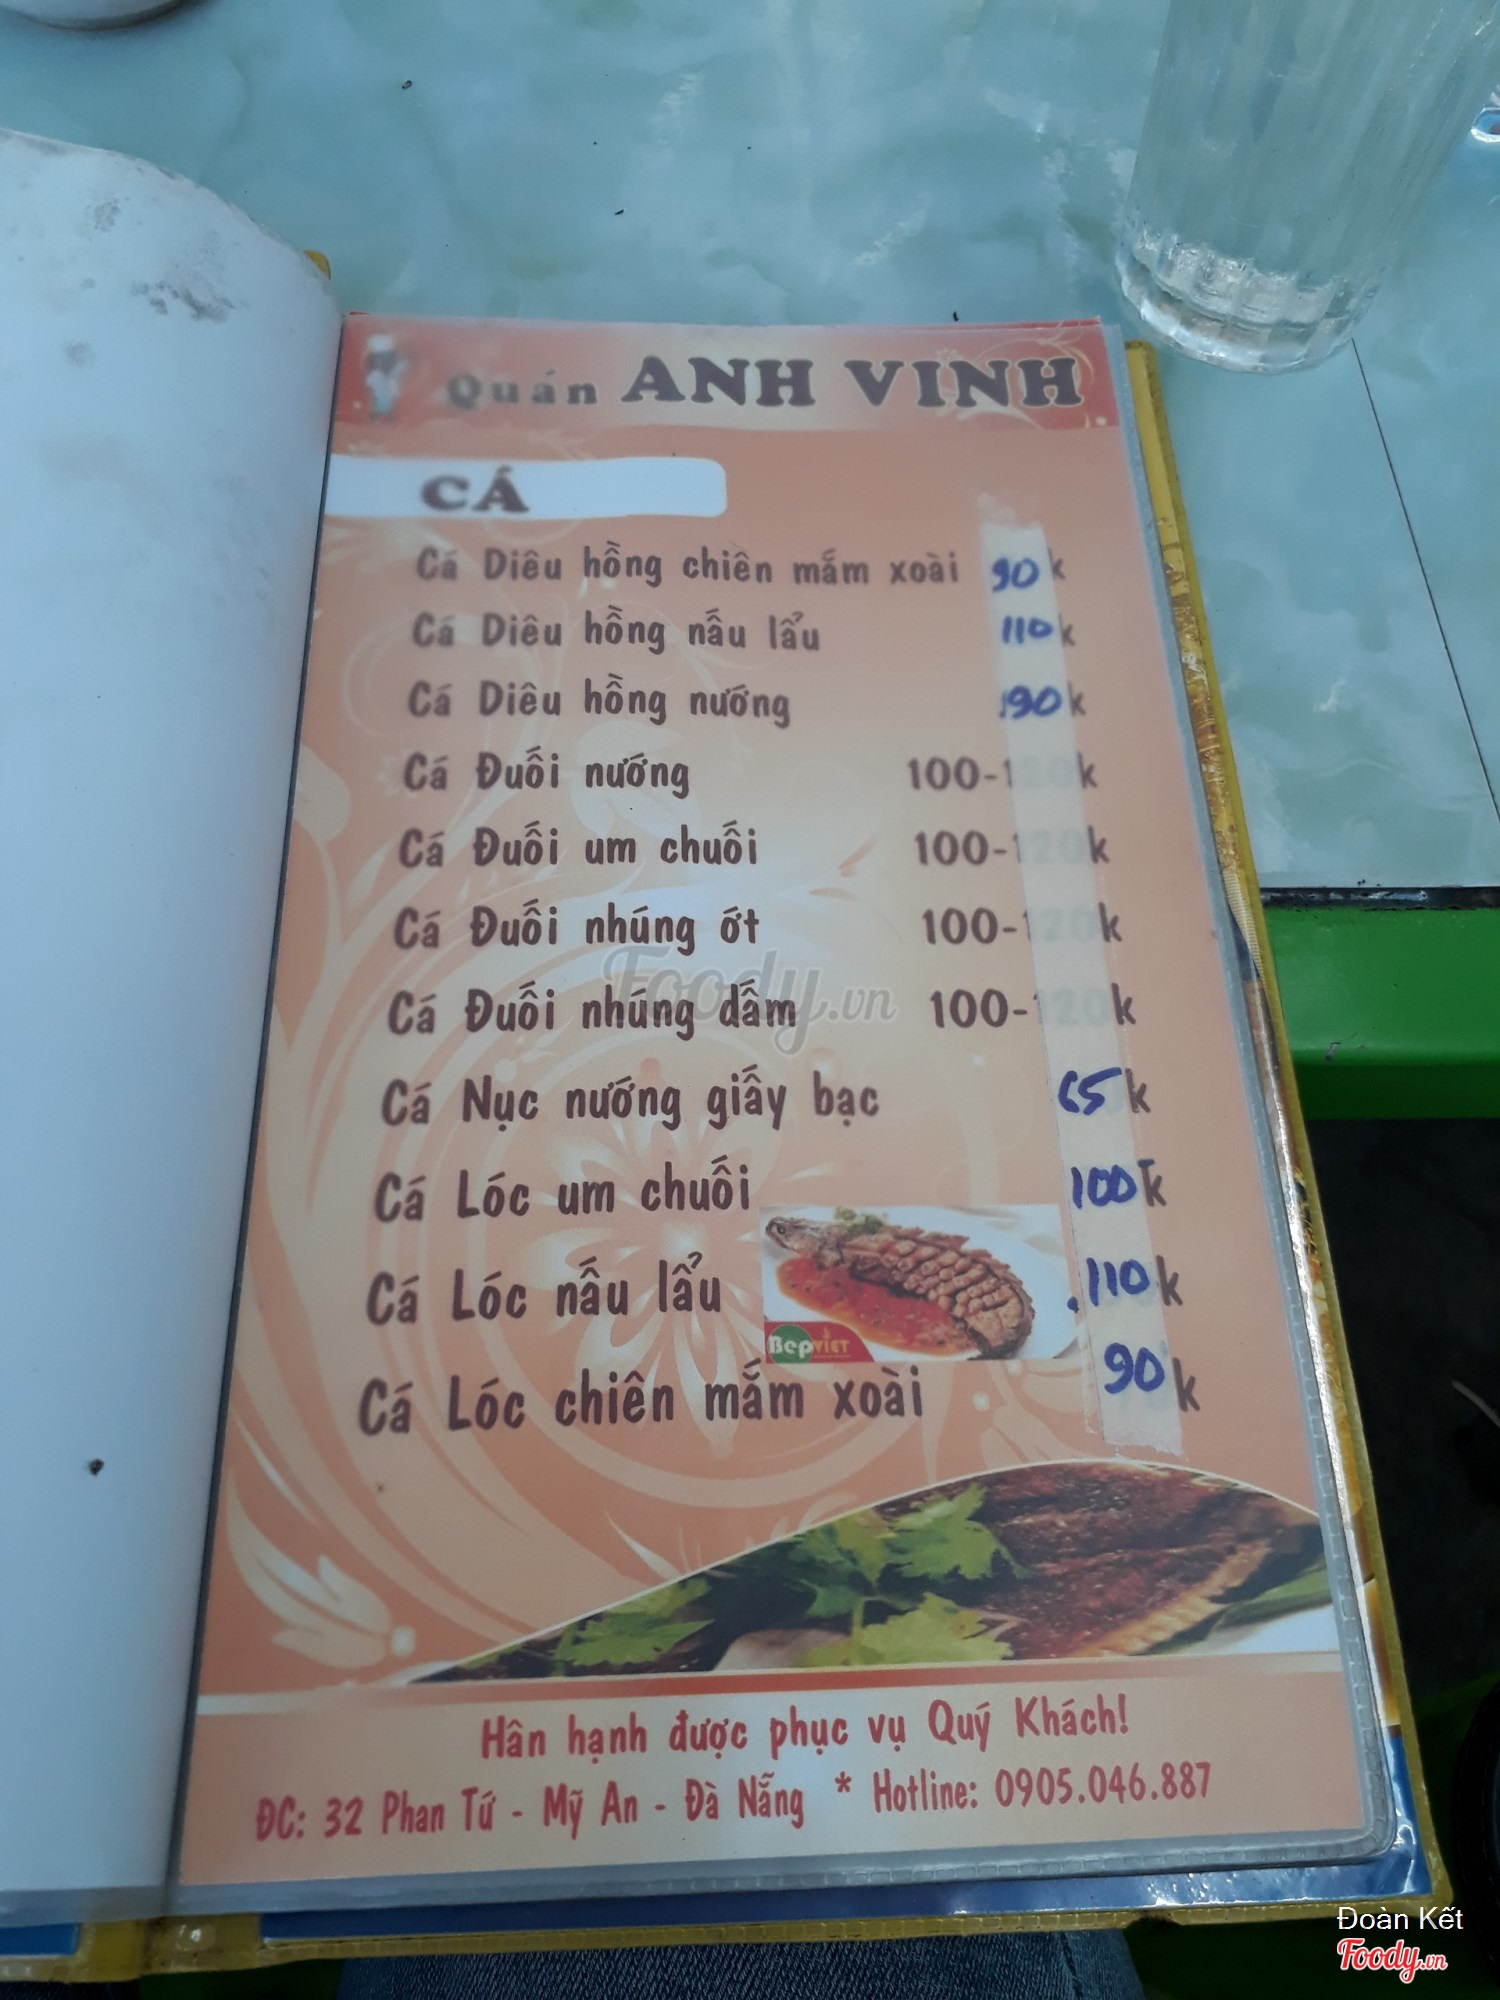 Quán ANH VINH
CÁ
Cá Diêu hồng chiên mắm xoài 90k
Cá Diêu hồng nấu lẩu 110k
Cá Diêu hồng nướng 90k
Cá Đuối nướng 100-120k
Cá Đuối um chuối 100-120k
Cá Đuối nhúng ớt 100-120k
Cá Đuối nhúng dấm 100-120k
Cá Nục nướng giấy bạc 65k
Cá Lóc um chuối 100k
Cá Lóc nấu lẩu 110k
Cá Lóc chiên mắm xoài 90k
BepVIET
Foody.vn
Hân hạnh được phục vụ Quý Khách!
ĐC: 32 Phan Tứ - Mỹ An - Đà Nẵng * Hotline: 0905.046.887
Đoàn Kết
Foody.vn